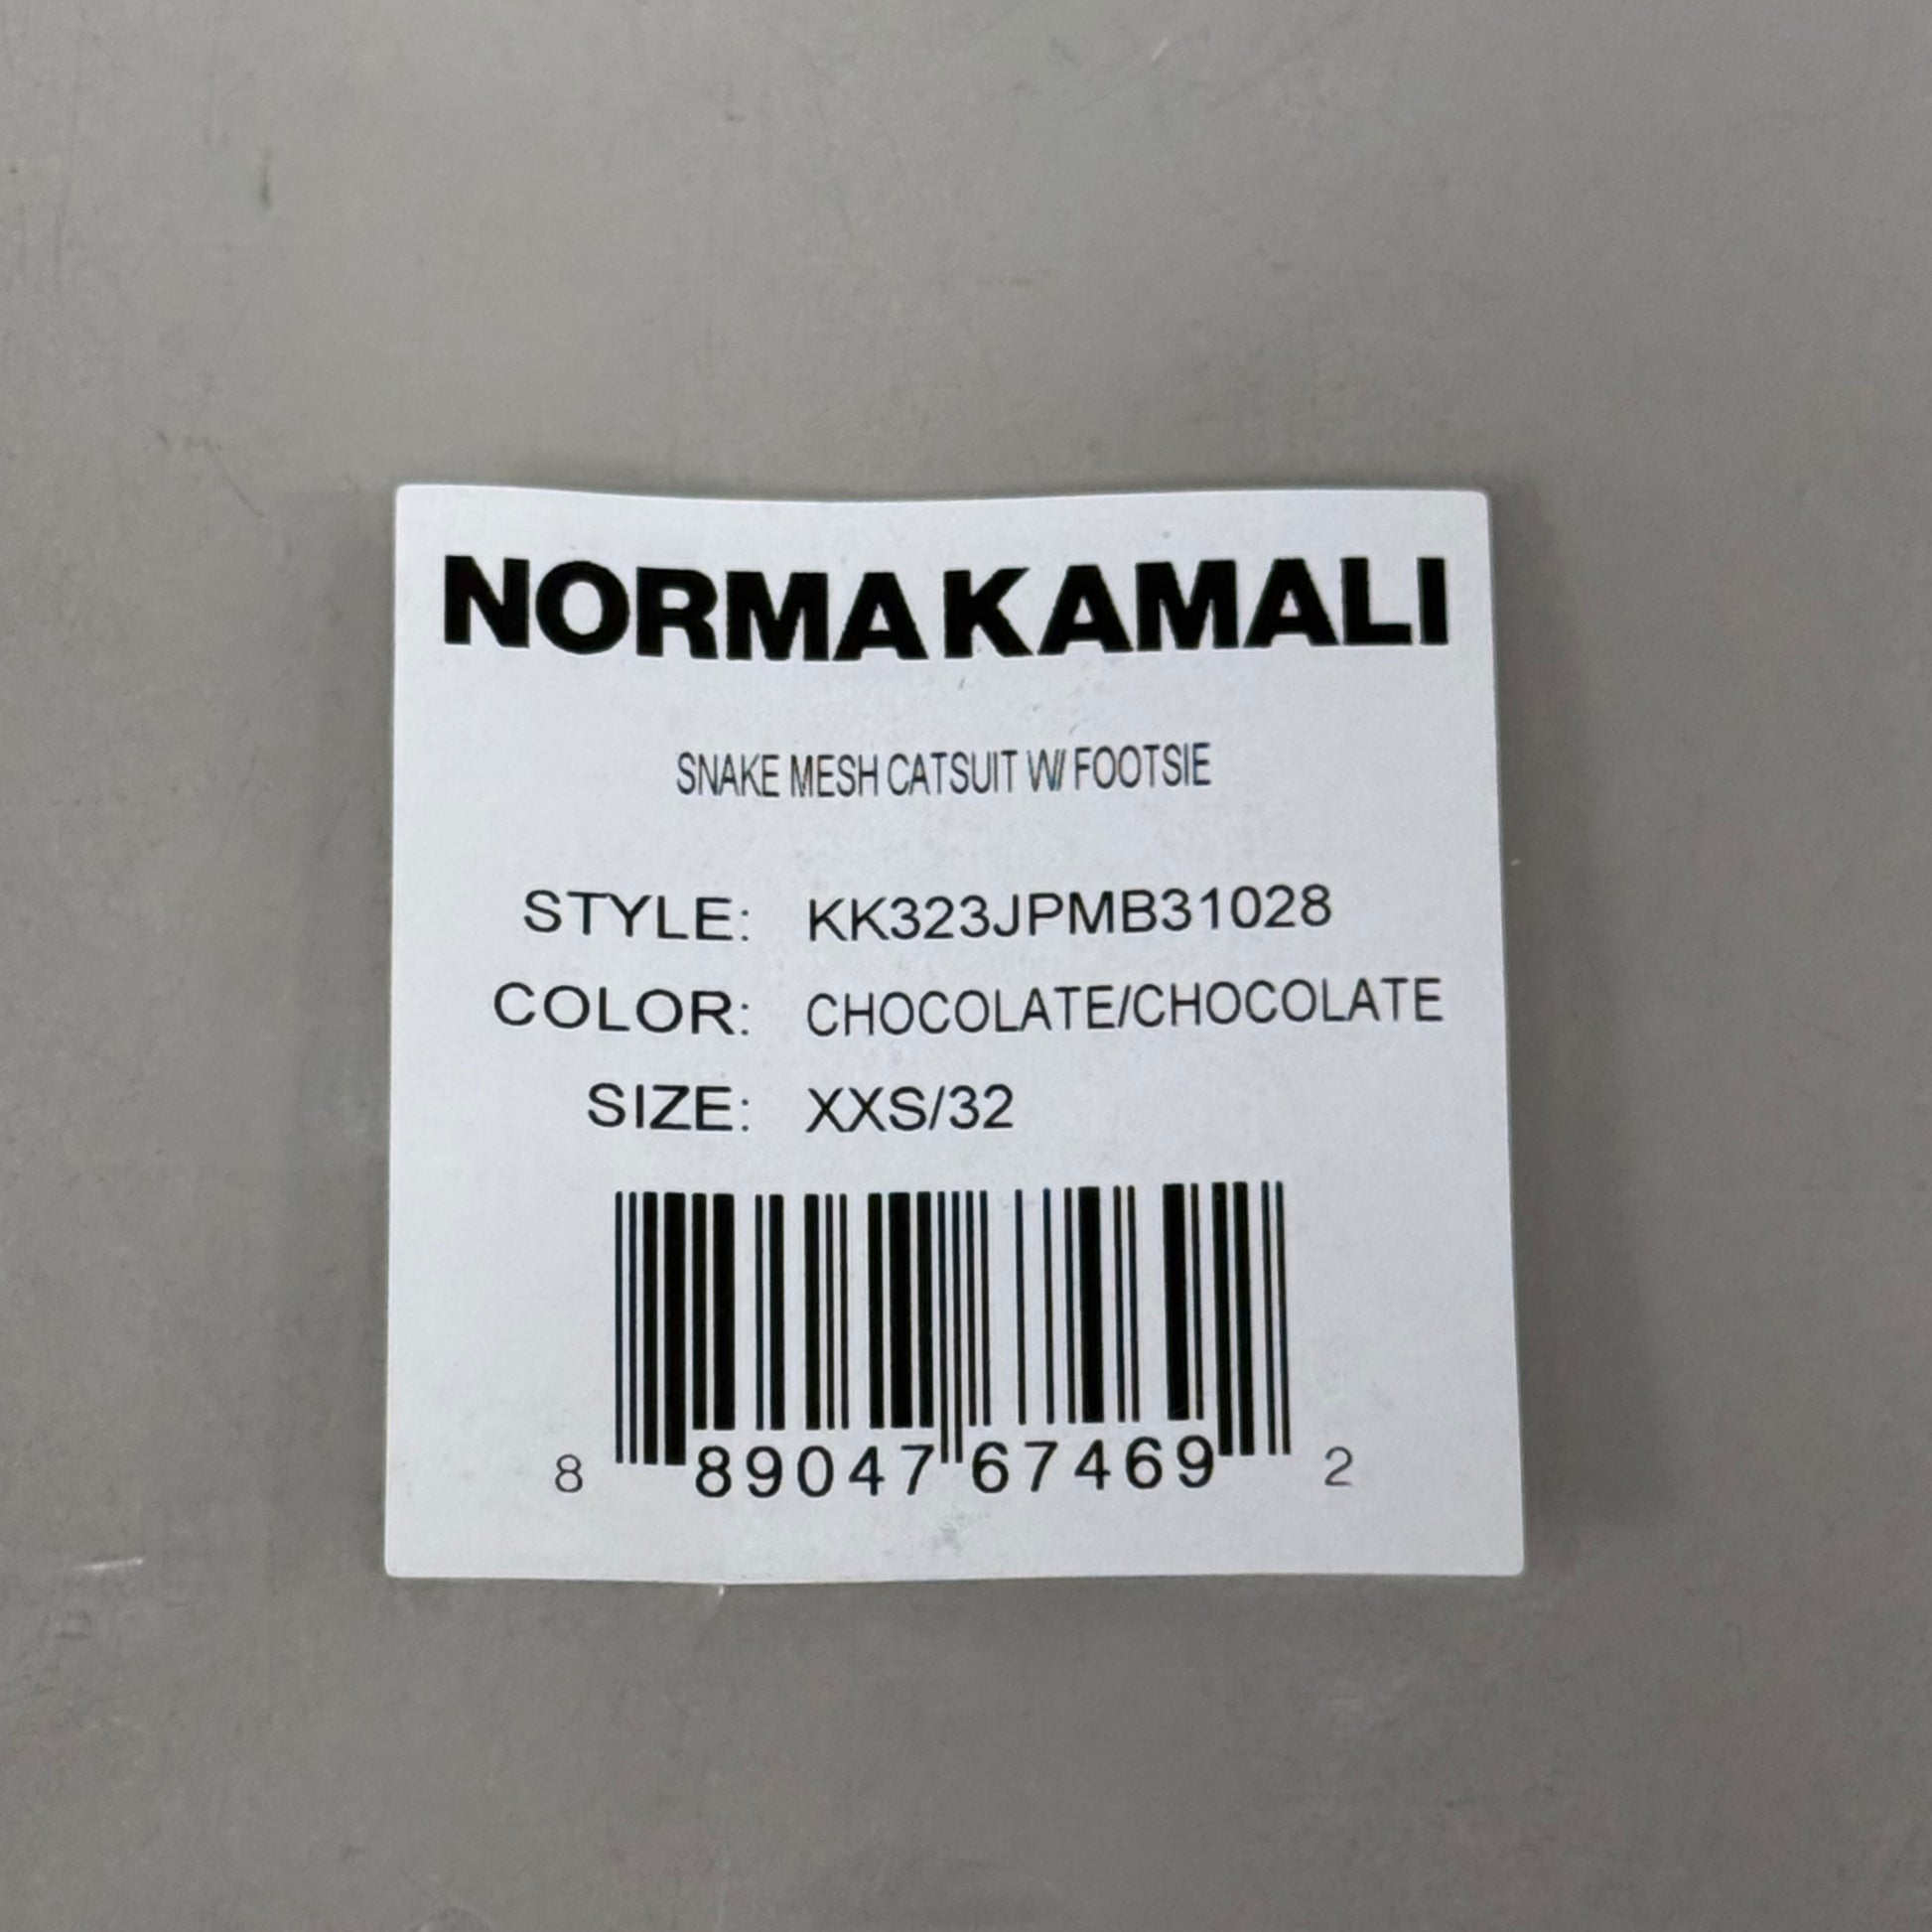 NORMA KAMALI
SNAKE MESH CATSUIT W/ FOOTSIE
STYLE: KK323JPMB31028
COLOR: CHOCOLATE/CHOCOLATE
SIZE: XXS/32
8 89047 67469 2